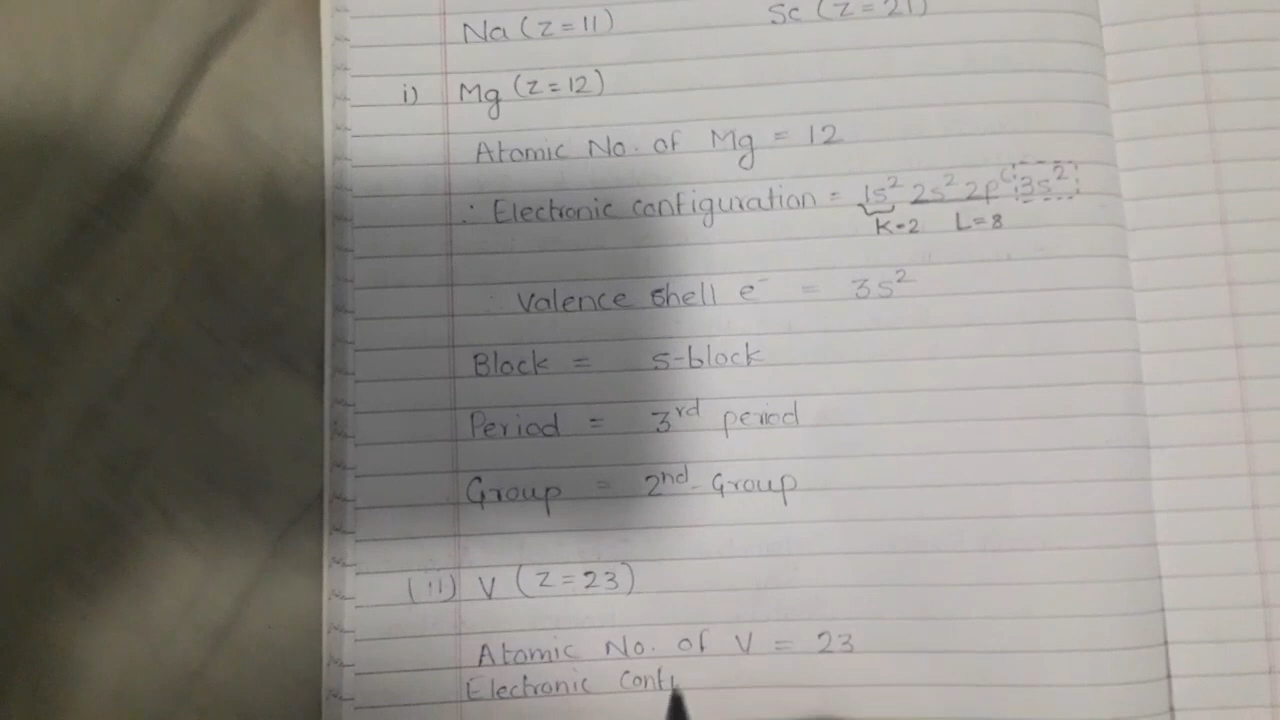 Na (Z=11) Sc (Z=21)
i) Mg (Z=12)
Atomic No. of Mg = 12
∴ Electronic configuration = 1s² 2s² 2p⁶ 3s²
K=2 L=8
Valence shell e⁻ = 3s²
Block = s-block
Period = 3rd period
Group = 2nd Group
(ii) V (Z=23)
Atomic No. of V = 23
Electronic Confi